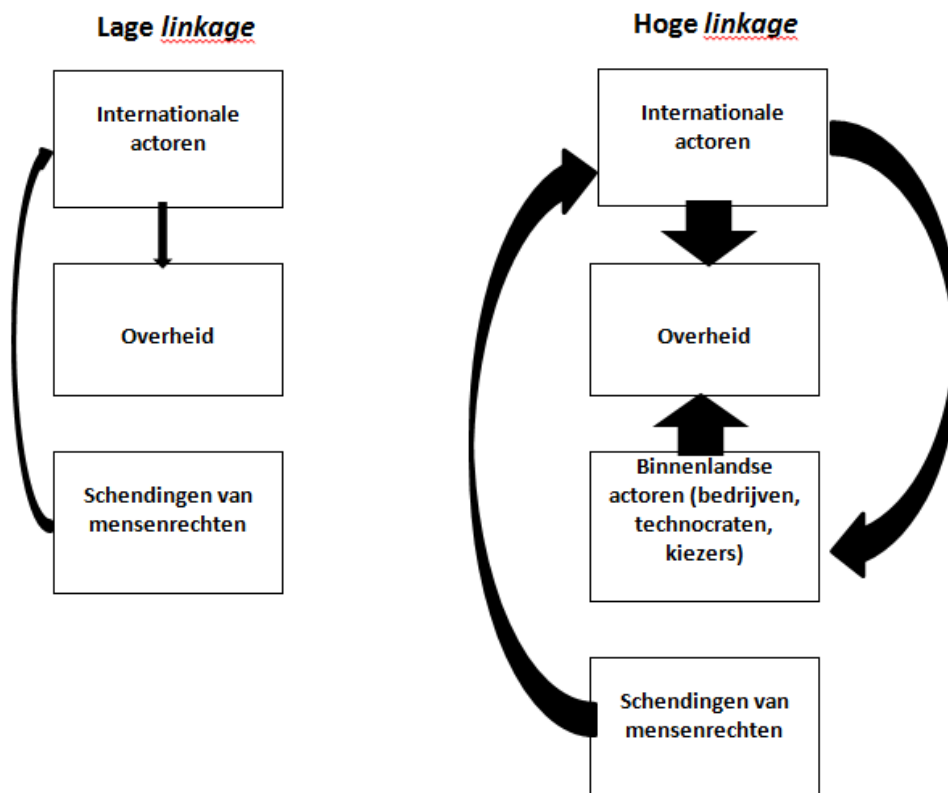 Lage linkage
Internationale
actoren
Overheid
Schendingen van
mensenrechten
Hoge linkage
Internationale
actoren
Overheid
Binnenlandse
actoren (bedrijven,
technocraten,
kiezers)
Schendingen van
mensenrechten